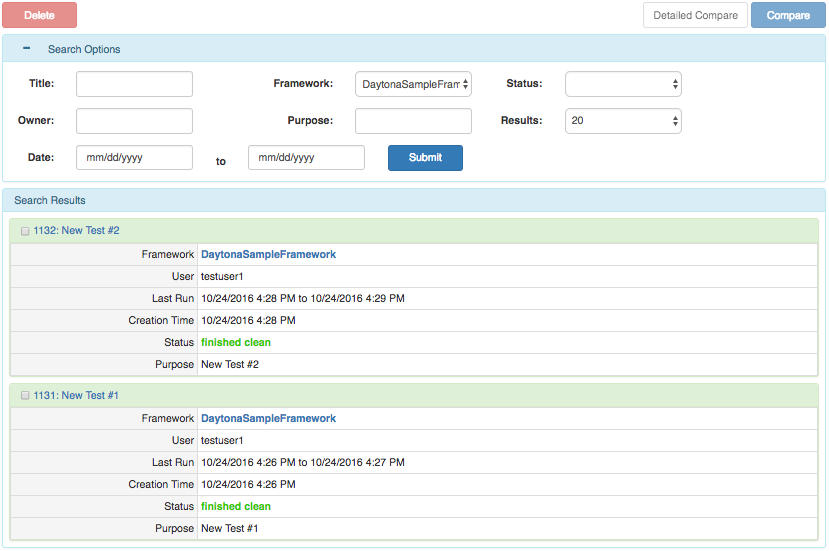 Delete Detailed Compare Compare
− Search Options
Title: Framework: DaytonaSampleFram Status:
Owner: Purpose: Results: 20
Date: mm/dd/yyyy to mm/dd/yyyy Submit
Search Results
1132: New Test #2
Framework DaytonaSampleFramework
User testuser1
Last Run 10/24/2016 4:28 PM to 10/24/2016 4:29 PM
Creation Time 10/24/2016 4:28 PM
Status finished clean
Purpose New Test #2
1131: New Test #1
Framework DaytonaSampleFramework
User testuser1
Last Run 10/24/2016 4:26 PM to 10/24/2016 4:27 PM
Creation Time 10/24/2016 4:26 PM
Status finished clean
Purpose New Test #1